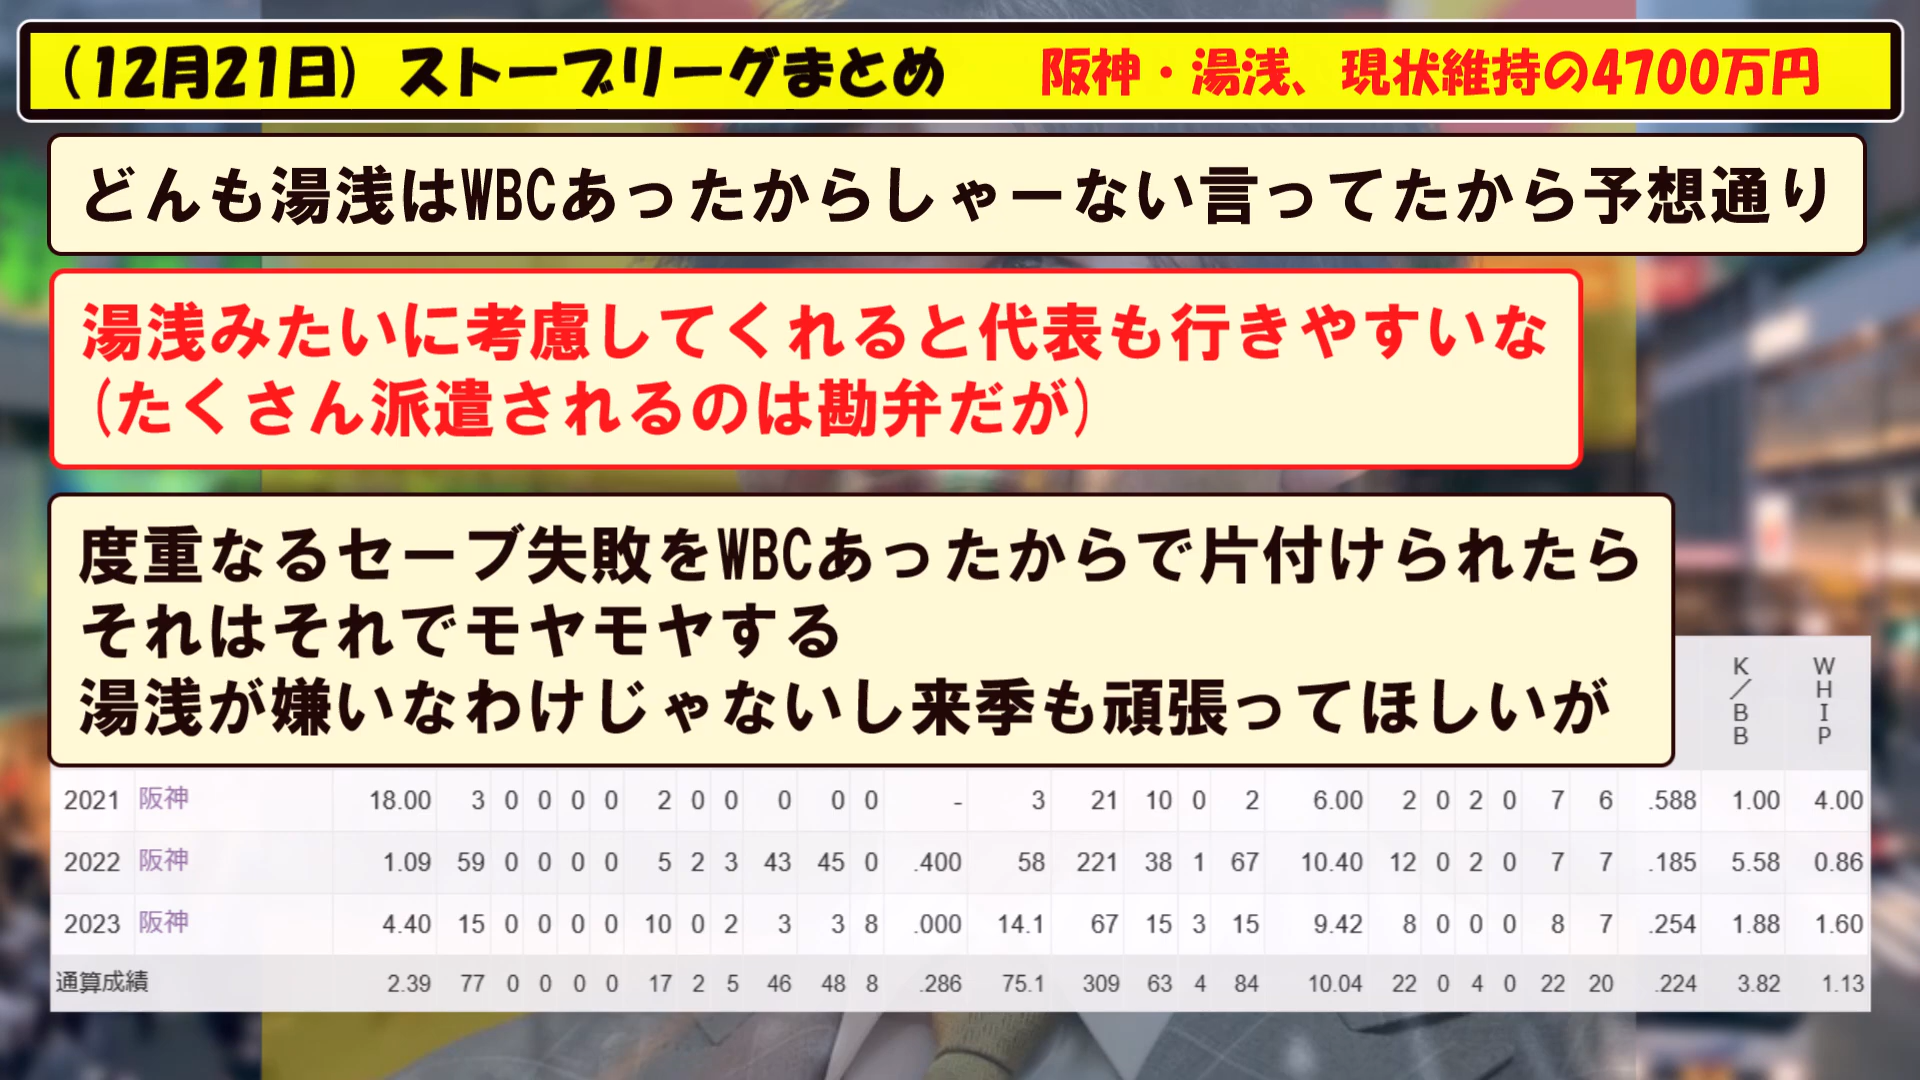 (12月21日) ストーブリーグまとめ 阪神・湯浅、現状維持の4700万円
どんも湯浅はWBCあったからしゃーない言ってたから予想通り
湯浅みたいに考慮してくれると代表も行きやすいな
(たくさん派遣されるのは勘弁だが)
度重なるセーブ失敗をWBCあったからで片付けられたら
それはそれでモヤモヤする
湯浅が嫌いなわけじゃないし来季も頑張ってほしいが
K/BB WHIP
2021 阪神 18.00 3 0 0 0 0 2 0 0 0 0 0 - 3 21 10 0 2 6.00 2 0 2 0 7 6 .588 1.00 4.00
2022 阪神 1.09 59 0 0 0 0 5 2 3 43 45 0 .400 58 221 38 1 67 10.40 12 0 2 0 7 7 .185 5.58 0.86
2023 阪神 4.40 15 0 0 0 0 10 0 2 3 3 8 .000 14.1 67 15 3 15 9.42 8 0 0 0 8 7 .254 1.88 1.60
通算成績 2.39 77 0 0 0 0 17 2 5 46 48 8 .286 75.1 309 63 4 84 10.04 22 0 4 0 22 20 .224 3.82 1.13